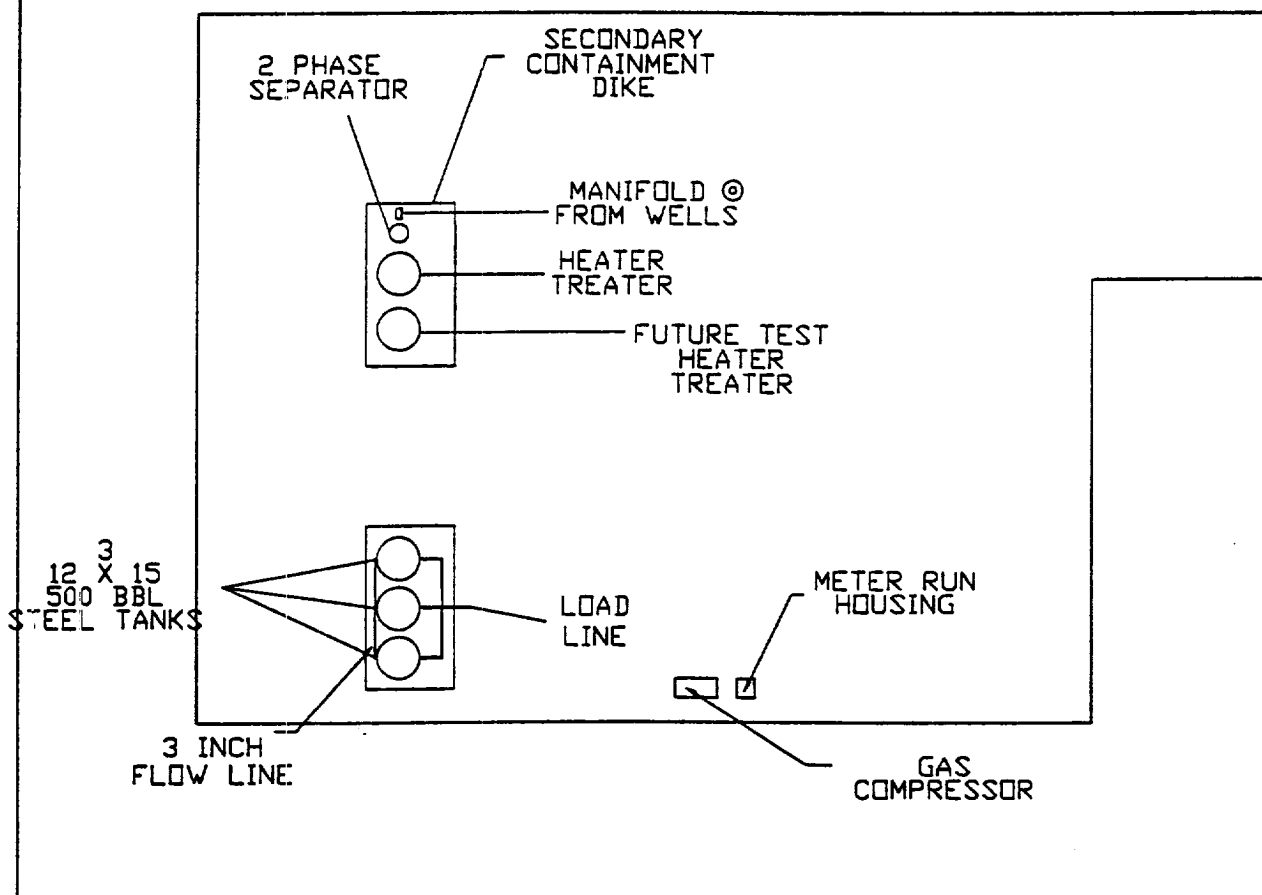 2 PHASE
SEPARATOR
SECONDARY
CONTAINMENT
DIKE
MANIFOLD @
FROM WELLS
HEATER
TREATER
FUTURE TEST
HEATER
TREATER
3
12 X 15
500 BBL
STEEL TANKS
LOAD
LINE
METER RUN
HOUSING
3 INCH
FLOW LINE
GAS
COMPRESSOR